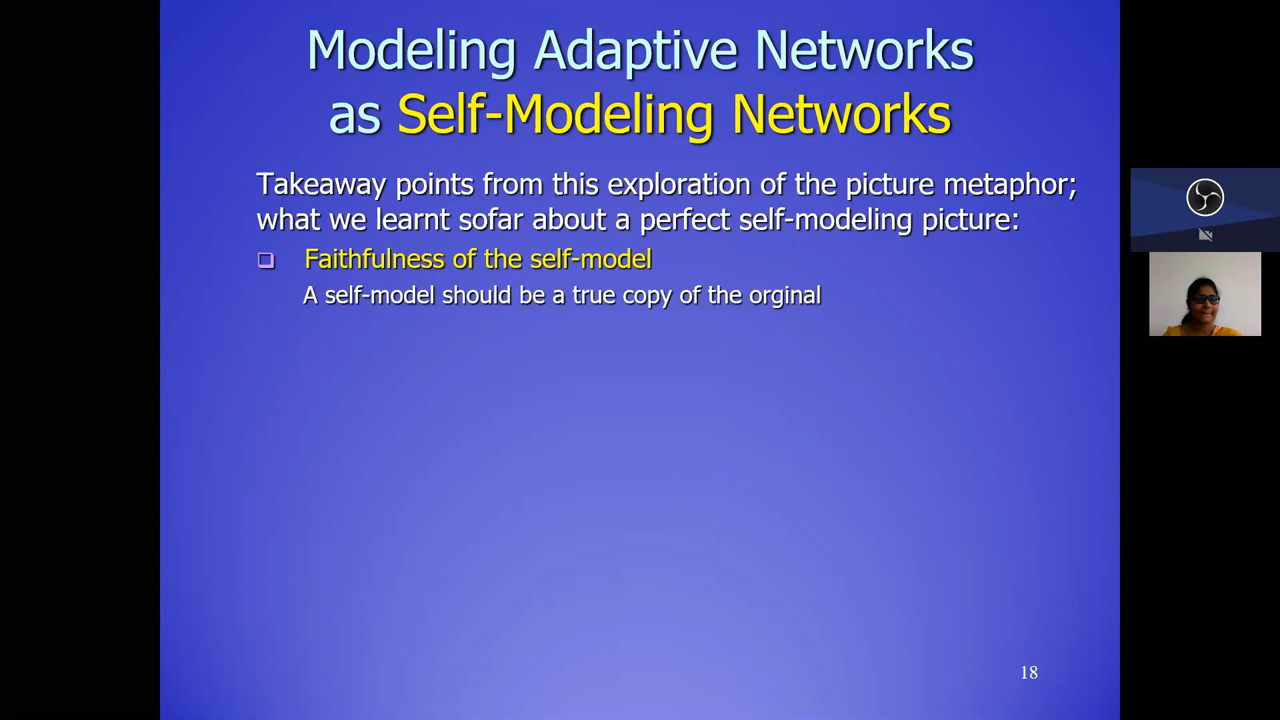 Modeling Adaptive Networks
as Self-Modeling Networks
Takeaway points from this exploration of the picture metaphor;
what we learnt sofar about a perfect self-modeling picture:
Faithfulness of the self-model
A self-model should be a true copy of the orginal
18